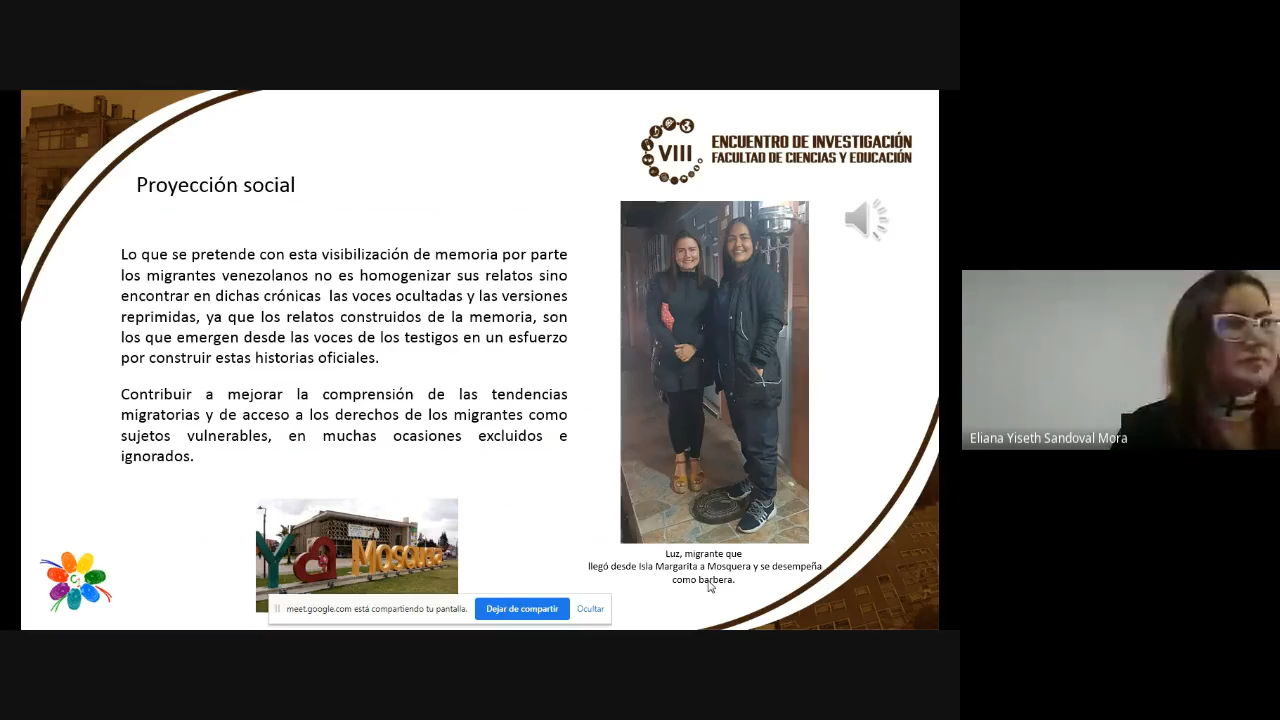 VIII
ENCUENTRO DE INVESTIGACIÓN
FACULTAD DE CIENCIAS Y EDUCACIÓN
Proyección social
Lo que se pretende con esta visibilización de memoria por parte
los migrantes venezolanos no es homogenizar sus relatos sino
encontrar en dichas crónicas las voces ocultadas y las versiones
reprimidas, ya que los relatos construidos de la memoria, son
los que emergen desde las voces de los testigos en un esfuerzo
por construir estas historias oficiales.
Contribuir a mejorar la comprensión de las tendencias
migratorias y de acceso a los derechos de los migrantes como
sujetos vulnerables, en muchas ocasiones excluidos e
ignorados.
Eliana Yiseth Sandoval Mora
Ya Mosquera
Luz, migrante que
llegó desde Isla Margarita a Mosquera y se desempeña
como barbera.
meet.google.com está compartiendo tu pantalla.
Dejar de compartir
Ocultar